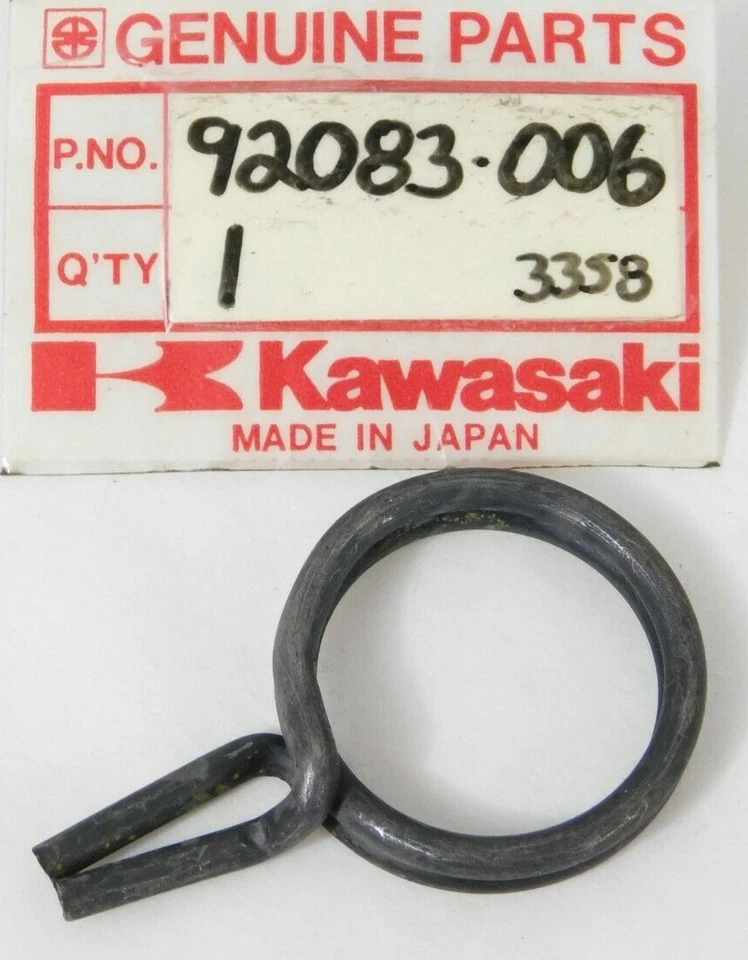 GENUINE PARTS
P.NO. 92083-006
Q'TY 1 3358
Kawasaki
MADE IN JAPAN